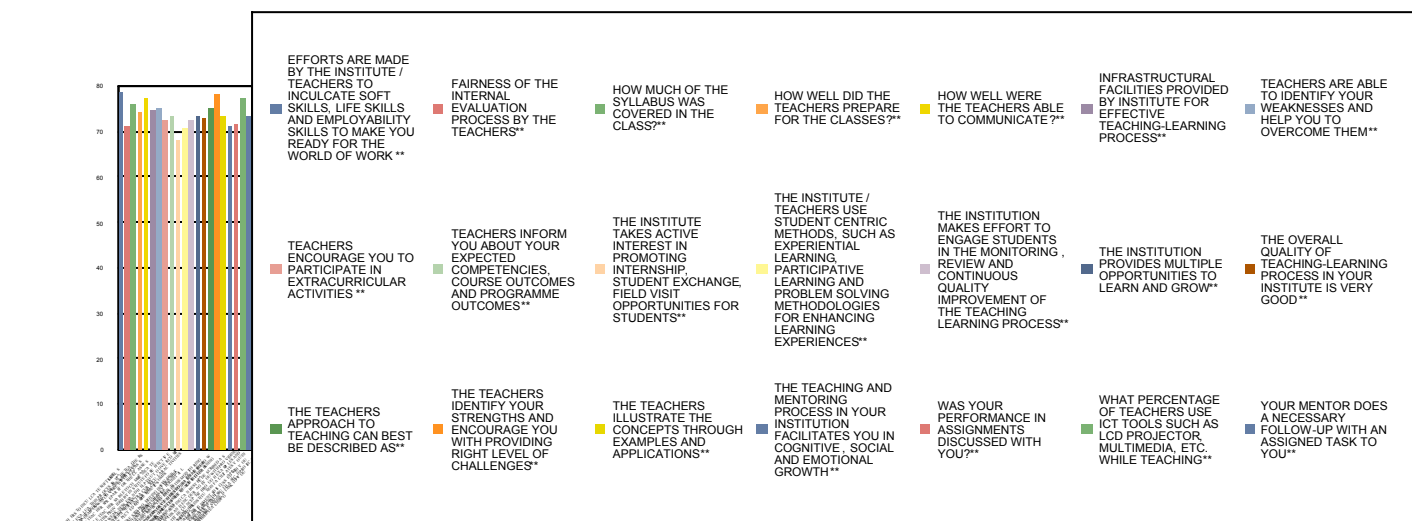 80
70
60
50
40
30
20
10
0
EFFORTS ARE MADE
BY THE INSTITUTE /
TEACHERS TO
INCULCATE SOFT
SKILLS, LIFE SKILLS
AND EMPLOYABILITY
SKILLS TO MAKE YOU
READY FOR THE
WORLD OF WORK **
FAIRNESS OF THE
INTERNAL
EVALUATION
PROCESS BY THE
TEACHERS**
HOW MUCH OF THE
SYLLABUS WAS
COVERED IN THE
CLASS?**
HOW WELL DID THE
TEACHERS PREPARE
FOR THE CLASSES?**
HOW WELL WERE
THE TEACHERS ABLE
TO COMMUNICATE?**
INFRASTRUCTURAL
FACILITIES PROVIDED
BY INSTITUTE FOR
EFFECTIVE
TEACHING-LEARNING
PROCESS**
TEACHERS ARE ABLE
TO IDENTIFY YOUR
WEAKNESSES AND
HELP YOU TO
OVERCOME THEM**
TEACHERS
ENCOURAGE YOU TO
PARTICIPATE IN
EXTRACURRICULAR
ACTIVITIES **
TEACHERS INFORM
YOU ABOUT YOUR
EXPECTED
COMPETENCIES,
COURSE OUTCOMES
AND PROGRAMME
OUTCOMES**
THE INSTITUTE
TAKES ACTIVE
INTEREST IN
PROMOTING
INTERNSHIP,
STUDENT EXCHANGE,
FIELD VISIT
OPPORTUNITIES FOR
STUDENTS**
THE INSTITUTE /
TEACHERS USE
STUDENT CENTRIC
METHODS, SUCH AS
EXPERIENTIAL
LEARNING,
PARTICIPATIVE
LEARNING AND
PROBLEM SOLVING
METHODOLOGIES
FOR ENHANCING
LEARNING
EXPERIENCES**
THE INSTITUTION
MAKES EFFORT TO
ENGAGE STUDENTS
IN THE MONITORING ,
REVIEW AND
CONTINUOUS
QUALITY
IMPROVEMENT OF
THE TEACHING
LEARNING PROCESS**
THE INSTITUTION
PROVIDES MULTIPLE
OPPORTUNITIES TO
LEARN AND GROW**
THE OVERALL
QUALITY OF
TEACHING-LEARNING
PROCESS IN YOUR
INSTITUTE IS VERY
GOOD**
THE TEACHERS
APPROACH TO
TEACHING CAN BEST
BE DESCRIBED AS**
THE TEACHERS
IDENTIFY YOUR
STRENGTHS AND
ENCOURAGE YOU
WITH PROVIDING
RIGHT LEVEL OF
CHALLENGES**
THE TEACHERS
ILLUSTRATE THE
CONCEPTS THROUGH
EXAMPLES AND
APPLICATIONS**
THE TEACHING AND
MENTORING
PROCESS IN YOUR
INSTITUTION
FACILITATES YOU IN
COGNITIVE , SOCIAL
AND EMOTIONAL
GROWTH **
WAS YOUR
PERFORMANCE IN
ASSIGNMENTS
DISCUSSED WITH
YOU?**
WHAT PERCENTAGE
OF TEACHERS USE
ICT TOOLS SUCH AS
LCD PROJECTOR,
MULTIMEDIA, ETC.
WHILE TEACHING**
YOUR MENTOR DOES
A NECESSARY
FOLLOW-UP WITH AN
ASSIGNED TASK TO
YOU**